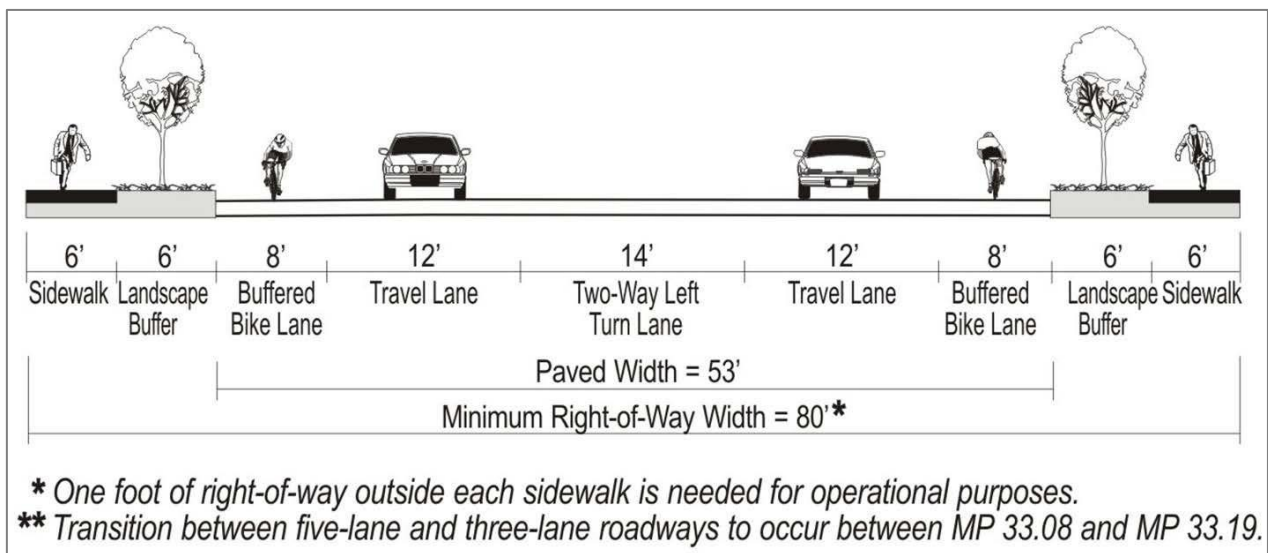 6’ 6’ 8’ 12’ 14’ 12’ 8’ 6’ 6’
Sidewalk Landscape Buffered Travel Lane Two-Way Left Travel Lane Buffered Landscape Sidewalk
Buffer Bike Lane Turn Lane Bike Lane Buffer
Paved Width = 53’
Minimum Right-of-Way Width = 80’*
* One foot of right-of-way outside each sidewalk is needed for operational purposes.
** Transition between five-lane and three-lane roadways to occur between MP 33.08 and MP 33.19.